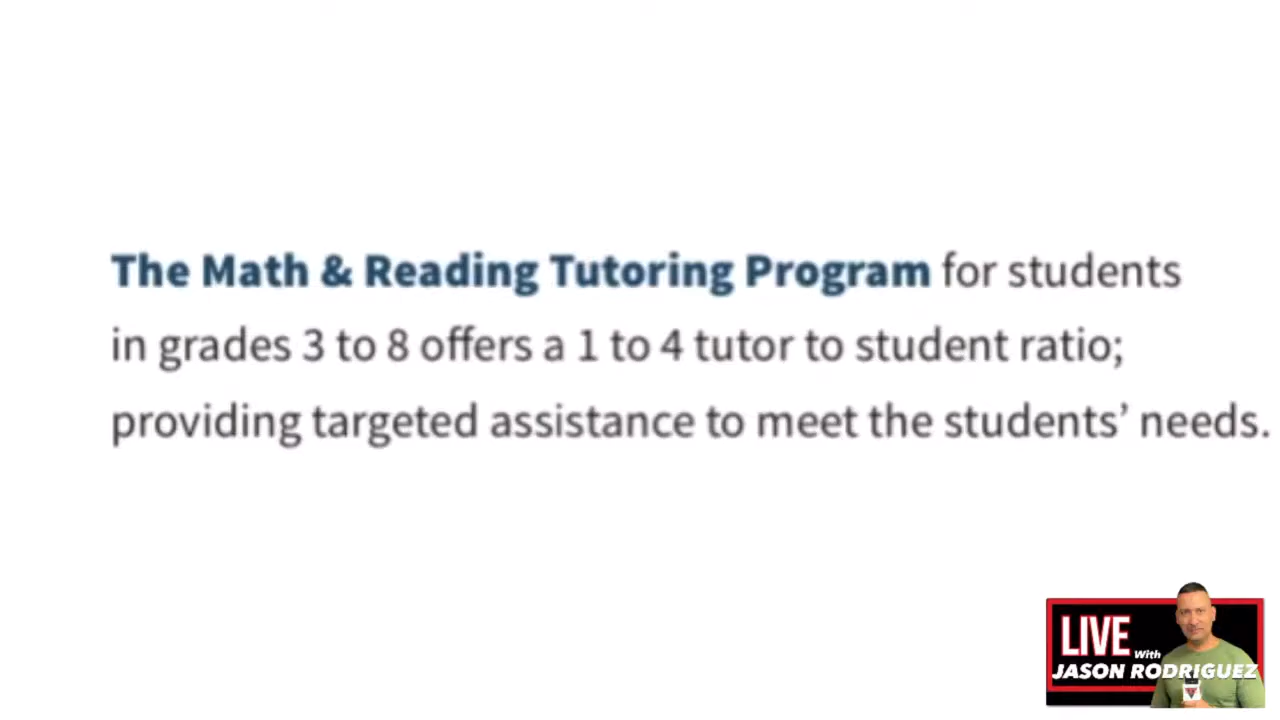 The Math & Reading Tutoring Program for students
in grades 3 to 8 offers a 1 to 4 tutor to student ratio;
providing targeted assistance to meet the students’ needs.
LIVE
With
JASON RODRIGUEZ